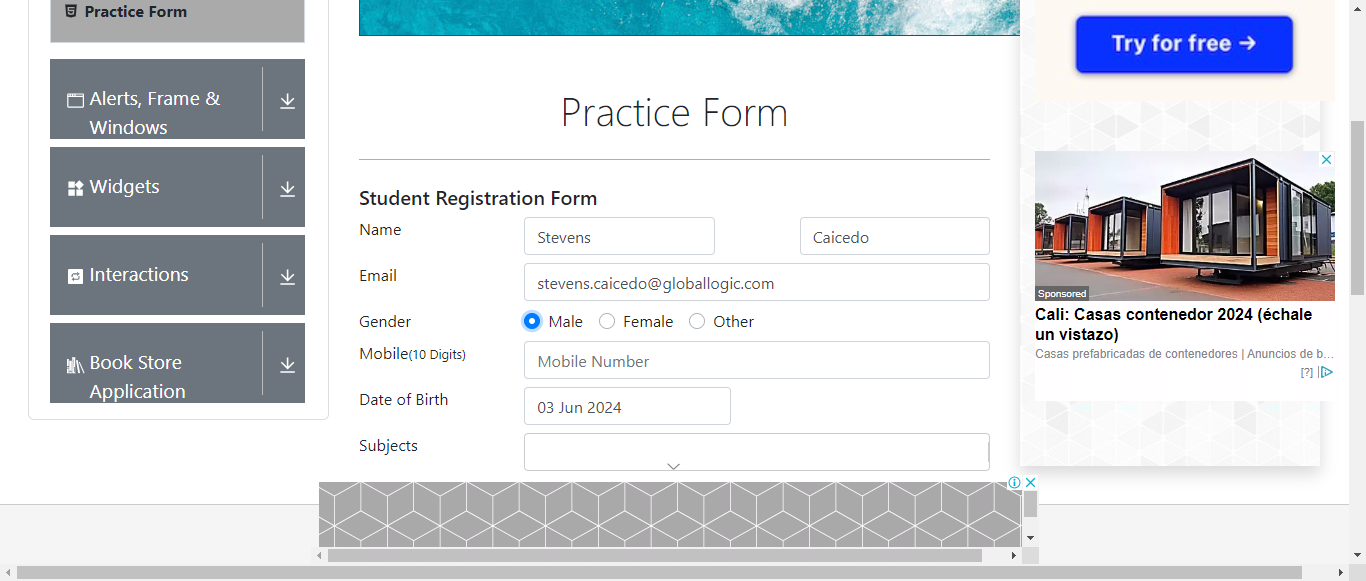 Practice Form
Alerts, Frame &
Windows
Widgets
Interactions
Book Store
Application
Practice Form
Student Registration Form
Name
Stevens
Caicedo
Email
stevens.caicedo@globallogic.com
Gender
Male
Female
Other
Mobile(10 Digits)
Mobile Number
Date of Birth
03 Jun 2024
Subjects
Try for free →
Sponsored
Cali: Casas contenedor 2024 (échale
un vistazo)
Casas prefabricadas de contenedores | Anuncios de b...
[?]